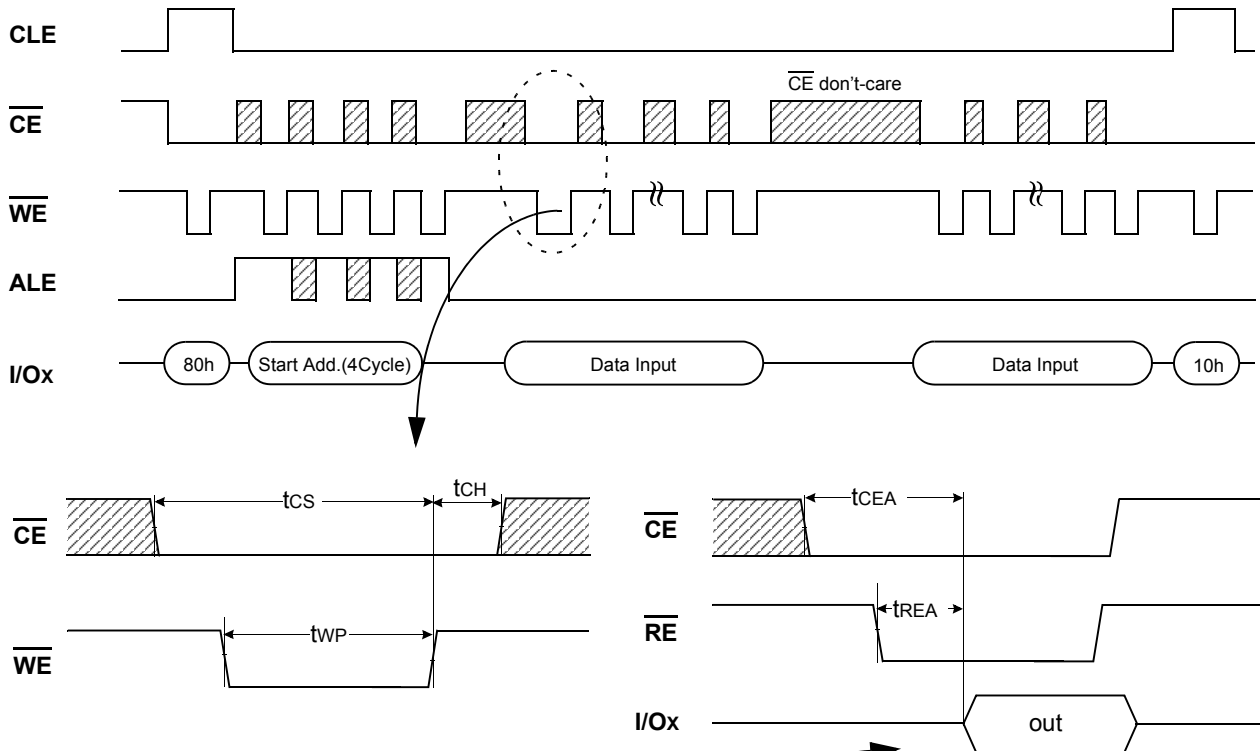 CLE
CE don't-care
CE
WE
ALE
I/Ox
80h Start Add.(4Cycle) Data Input Data Input 10h
tCS tCH
CE
tWP
WE
tCEA
CE
tREA
RE
I/Ox out